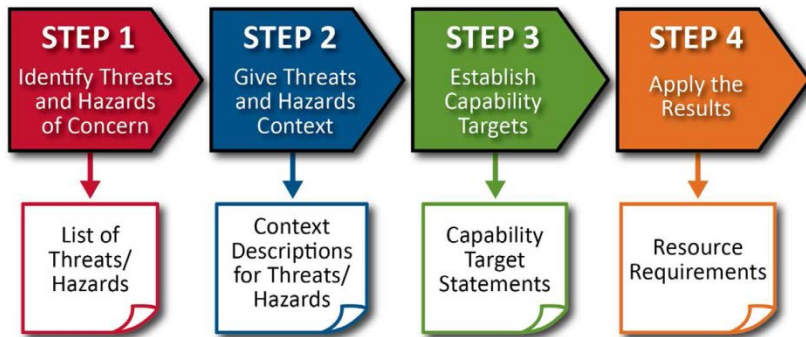 STEP 1
Identify Threats
and Hazards
of Concern
STEP 2
Give Threats
and Hazards
Context
STEP 3
Establish
Capability
Targets
STEP 4
Apply the
Results
List of
Threats/
Hazards
Context
Descriptions
for Threats/
Hazards
Capability
Target
Statements
Resource
Requirements